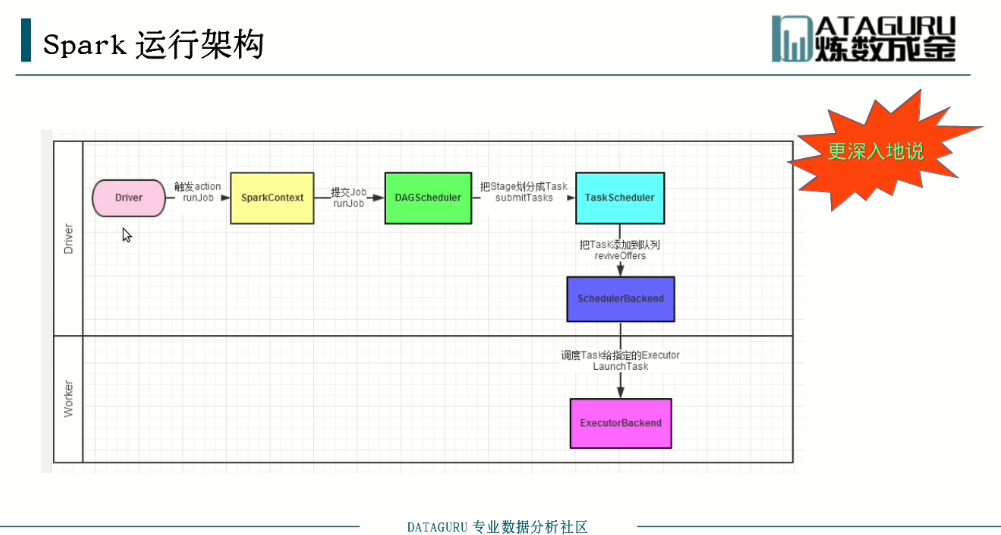 Spark 运行架构
DATAGURU
炼数成金
更深入地说
Driver
Driver
触发action
runJob
SparkContext
提交Job
runJob
DAGScheduler
把Stage划分成Task
submitTasks
TaskScheduler
把Task添加到队列
reviveOffers
SchedulerBackend
Worker
调度Task给指定的Executor
LaunchTask
ExecutorBackend
DATAGURU 专业数据分析社区